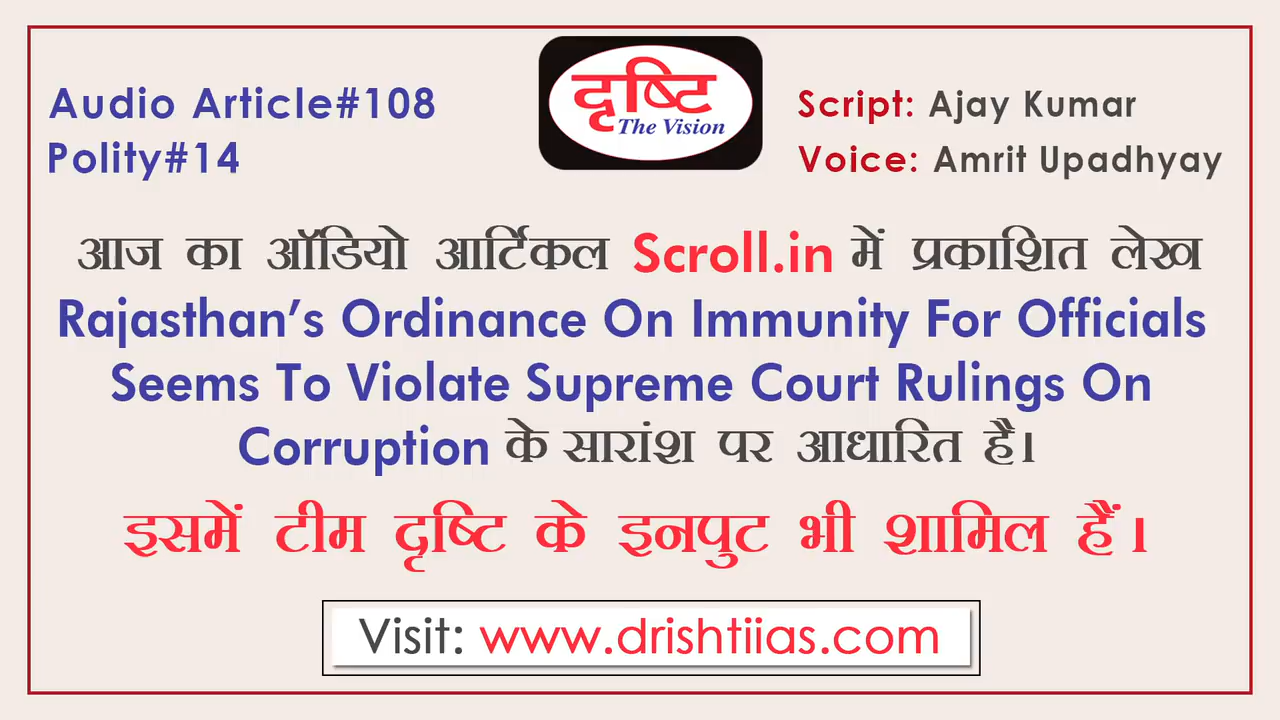 Audio Article#108
Polity#14
दृष्टि
The Vision
Script: Ajay Kumar
Voice: Amrit Upadhyay
आज का ऑडियो आर्टिकल Scroll.in में प्रकाशित लेख
Rajasthan’s Ordinance On Immunity For Officials
Seems To Violate Supreme Court Rulings On
Corruption के सारांश पर आधारित है।
इसमें टीम दृष्टि के इनपुट भी शामिल हैं।
Visit: www.drishtiias.com